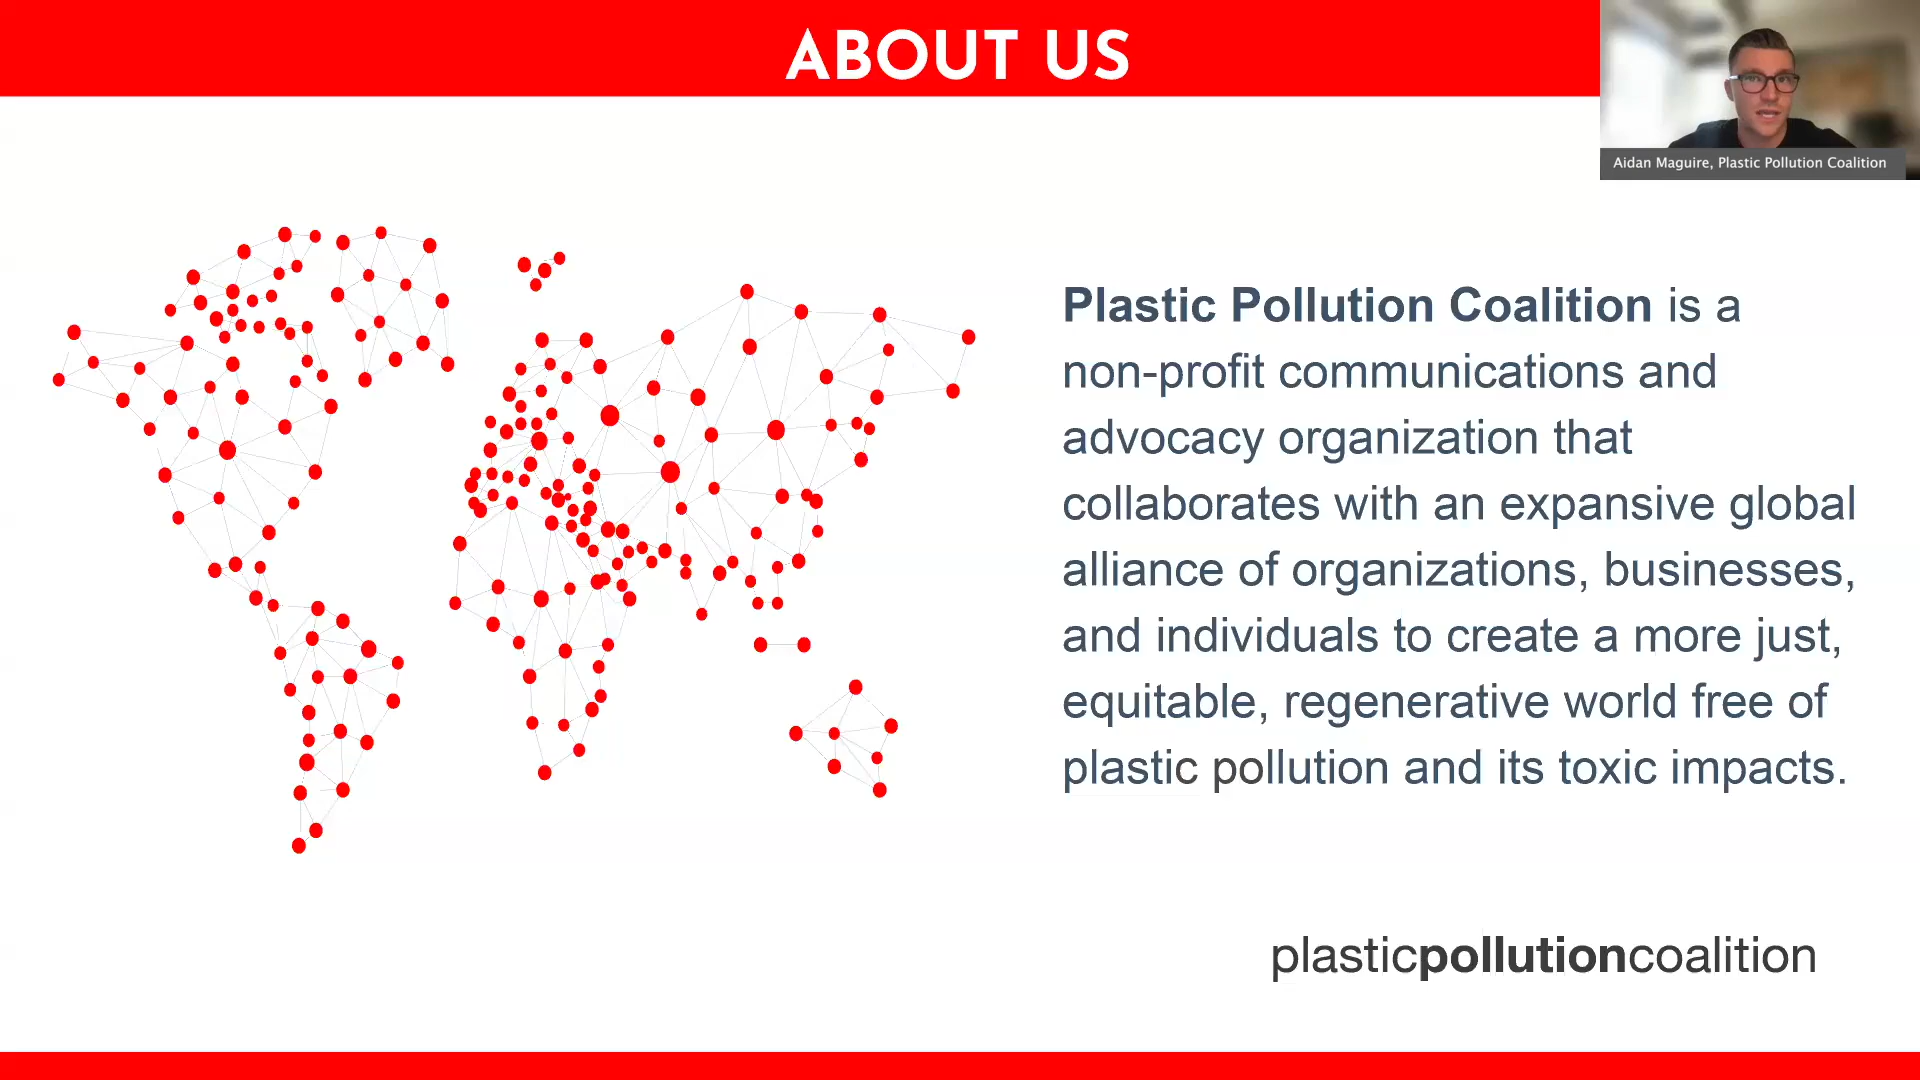 ABOUT US
Aidan Maguire, Plastic Pollution Coalition
Plastic Pollution Coalition is a
non-profit communications and
advocacy organization that
collaborates with an expansive global
alliance of organizations, businesses,
and individuals to create a more just,
equitable, regenerative world free of
plastic pollution and its toxic impacts.
plasticpollutioncoalition